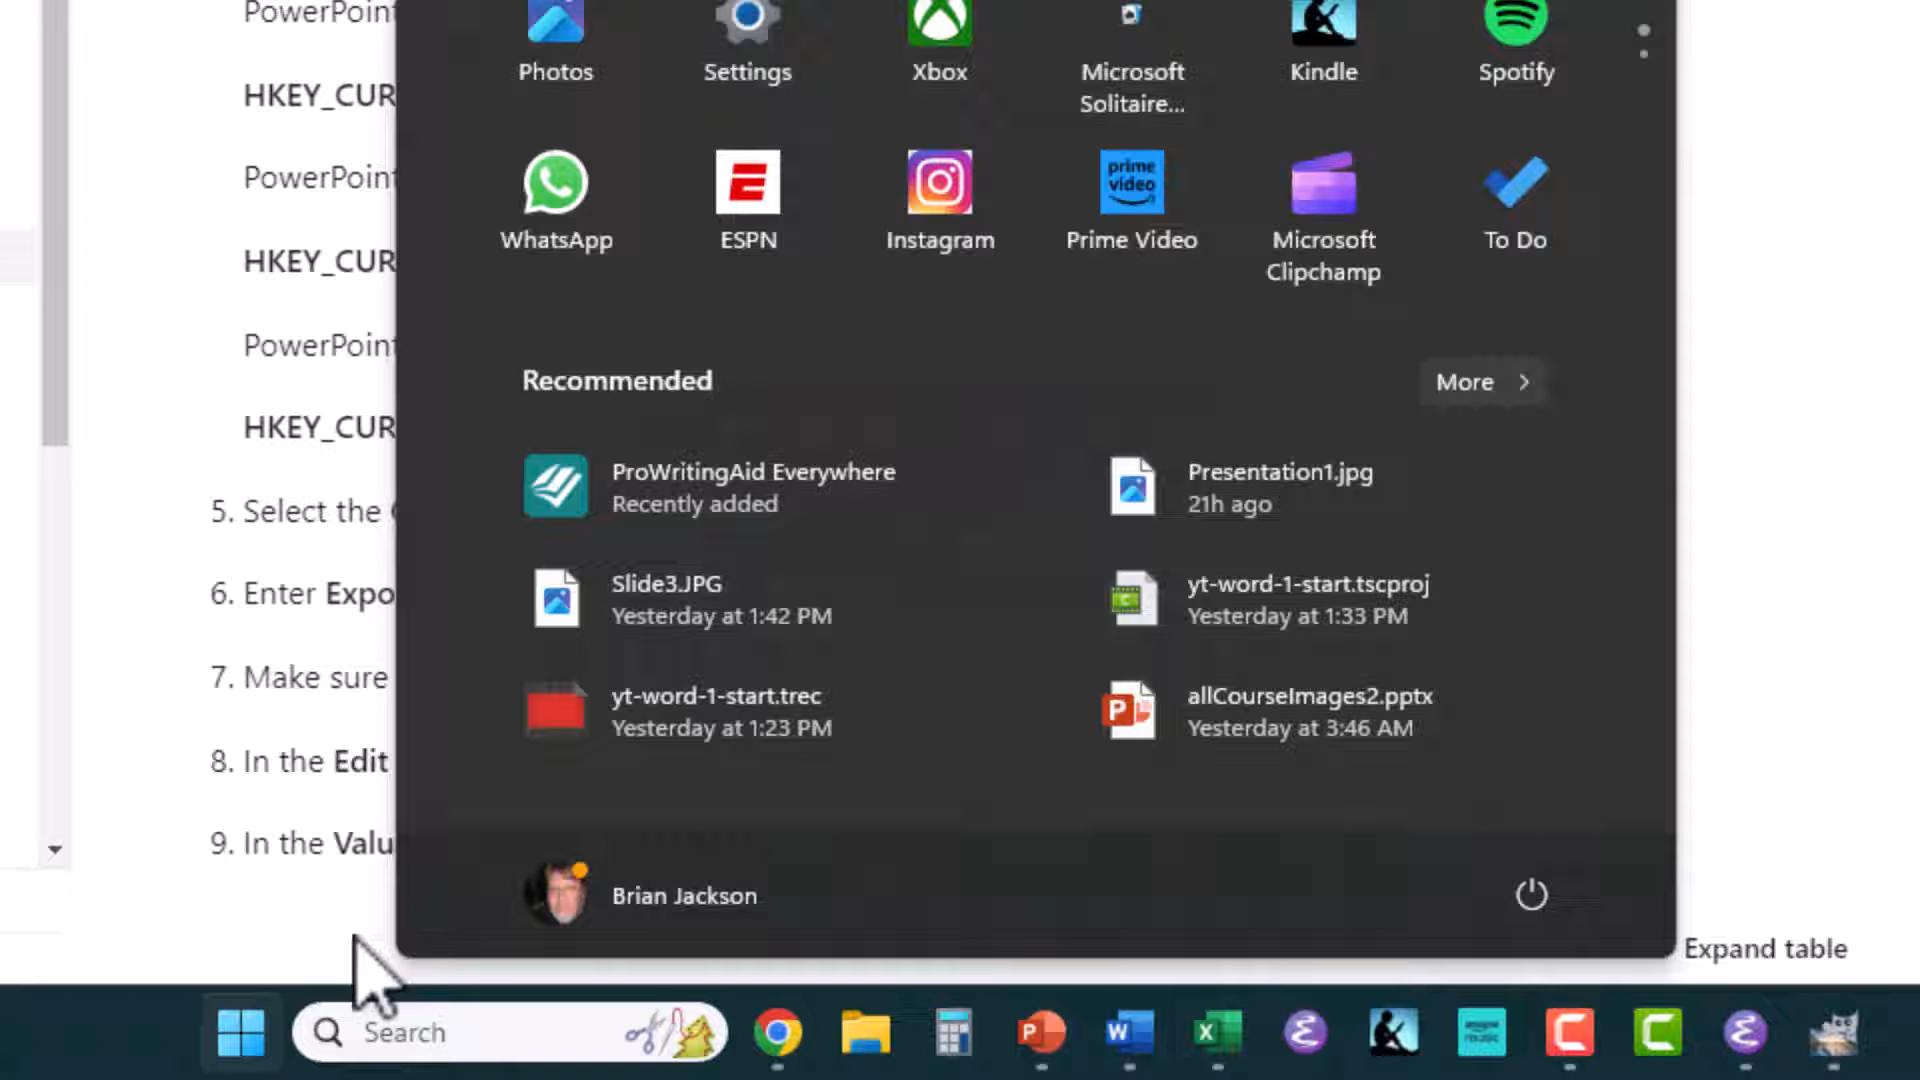 PowerPoint
HKEY_CUR
PowerPoint
HKEY_CUR
PowerPoint
HKEY_CUR
5. Select the
6. Enter Expo
7. Make sure
8. In the Edit
9. In the Valu
Photos
Settings
Xbox
Microsoft
Solitaire...
Kindle
Spotify
prime
video
WhatsApp
ESPN
Instagram
Prime Video
Microsoft
Clipchamp
To Do
Recommended
More
ProWritingAid Everywhere
Recently added
Presentation1.jpg
21h ago
Slide3.JPG
Yesterday at 1:42 PM
yt-word-1-start.tscproj
Yesterday at 1:33 PM
yt-word-1-start.trec
Yesterday at 1:23 PM
allCourseImages2.pptx
Yesterday at 3:46 AM
Brian Jackson
Expand table
Search